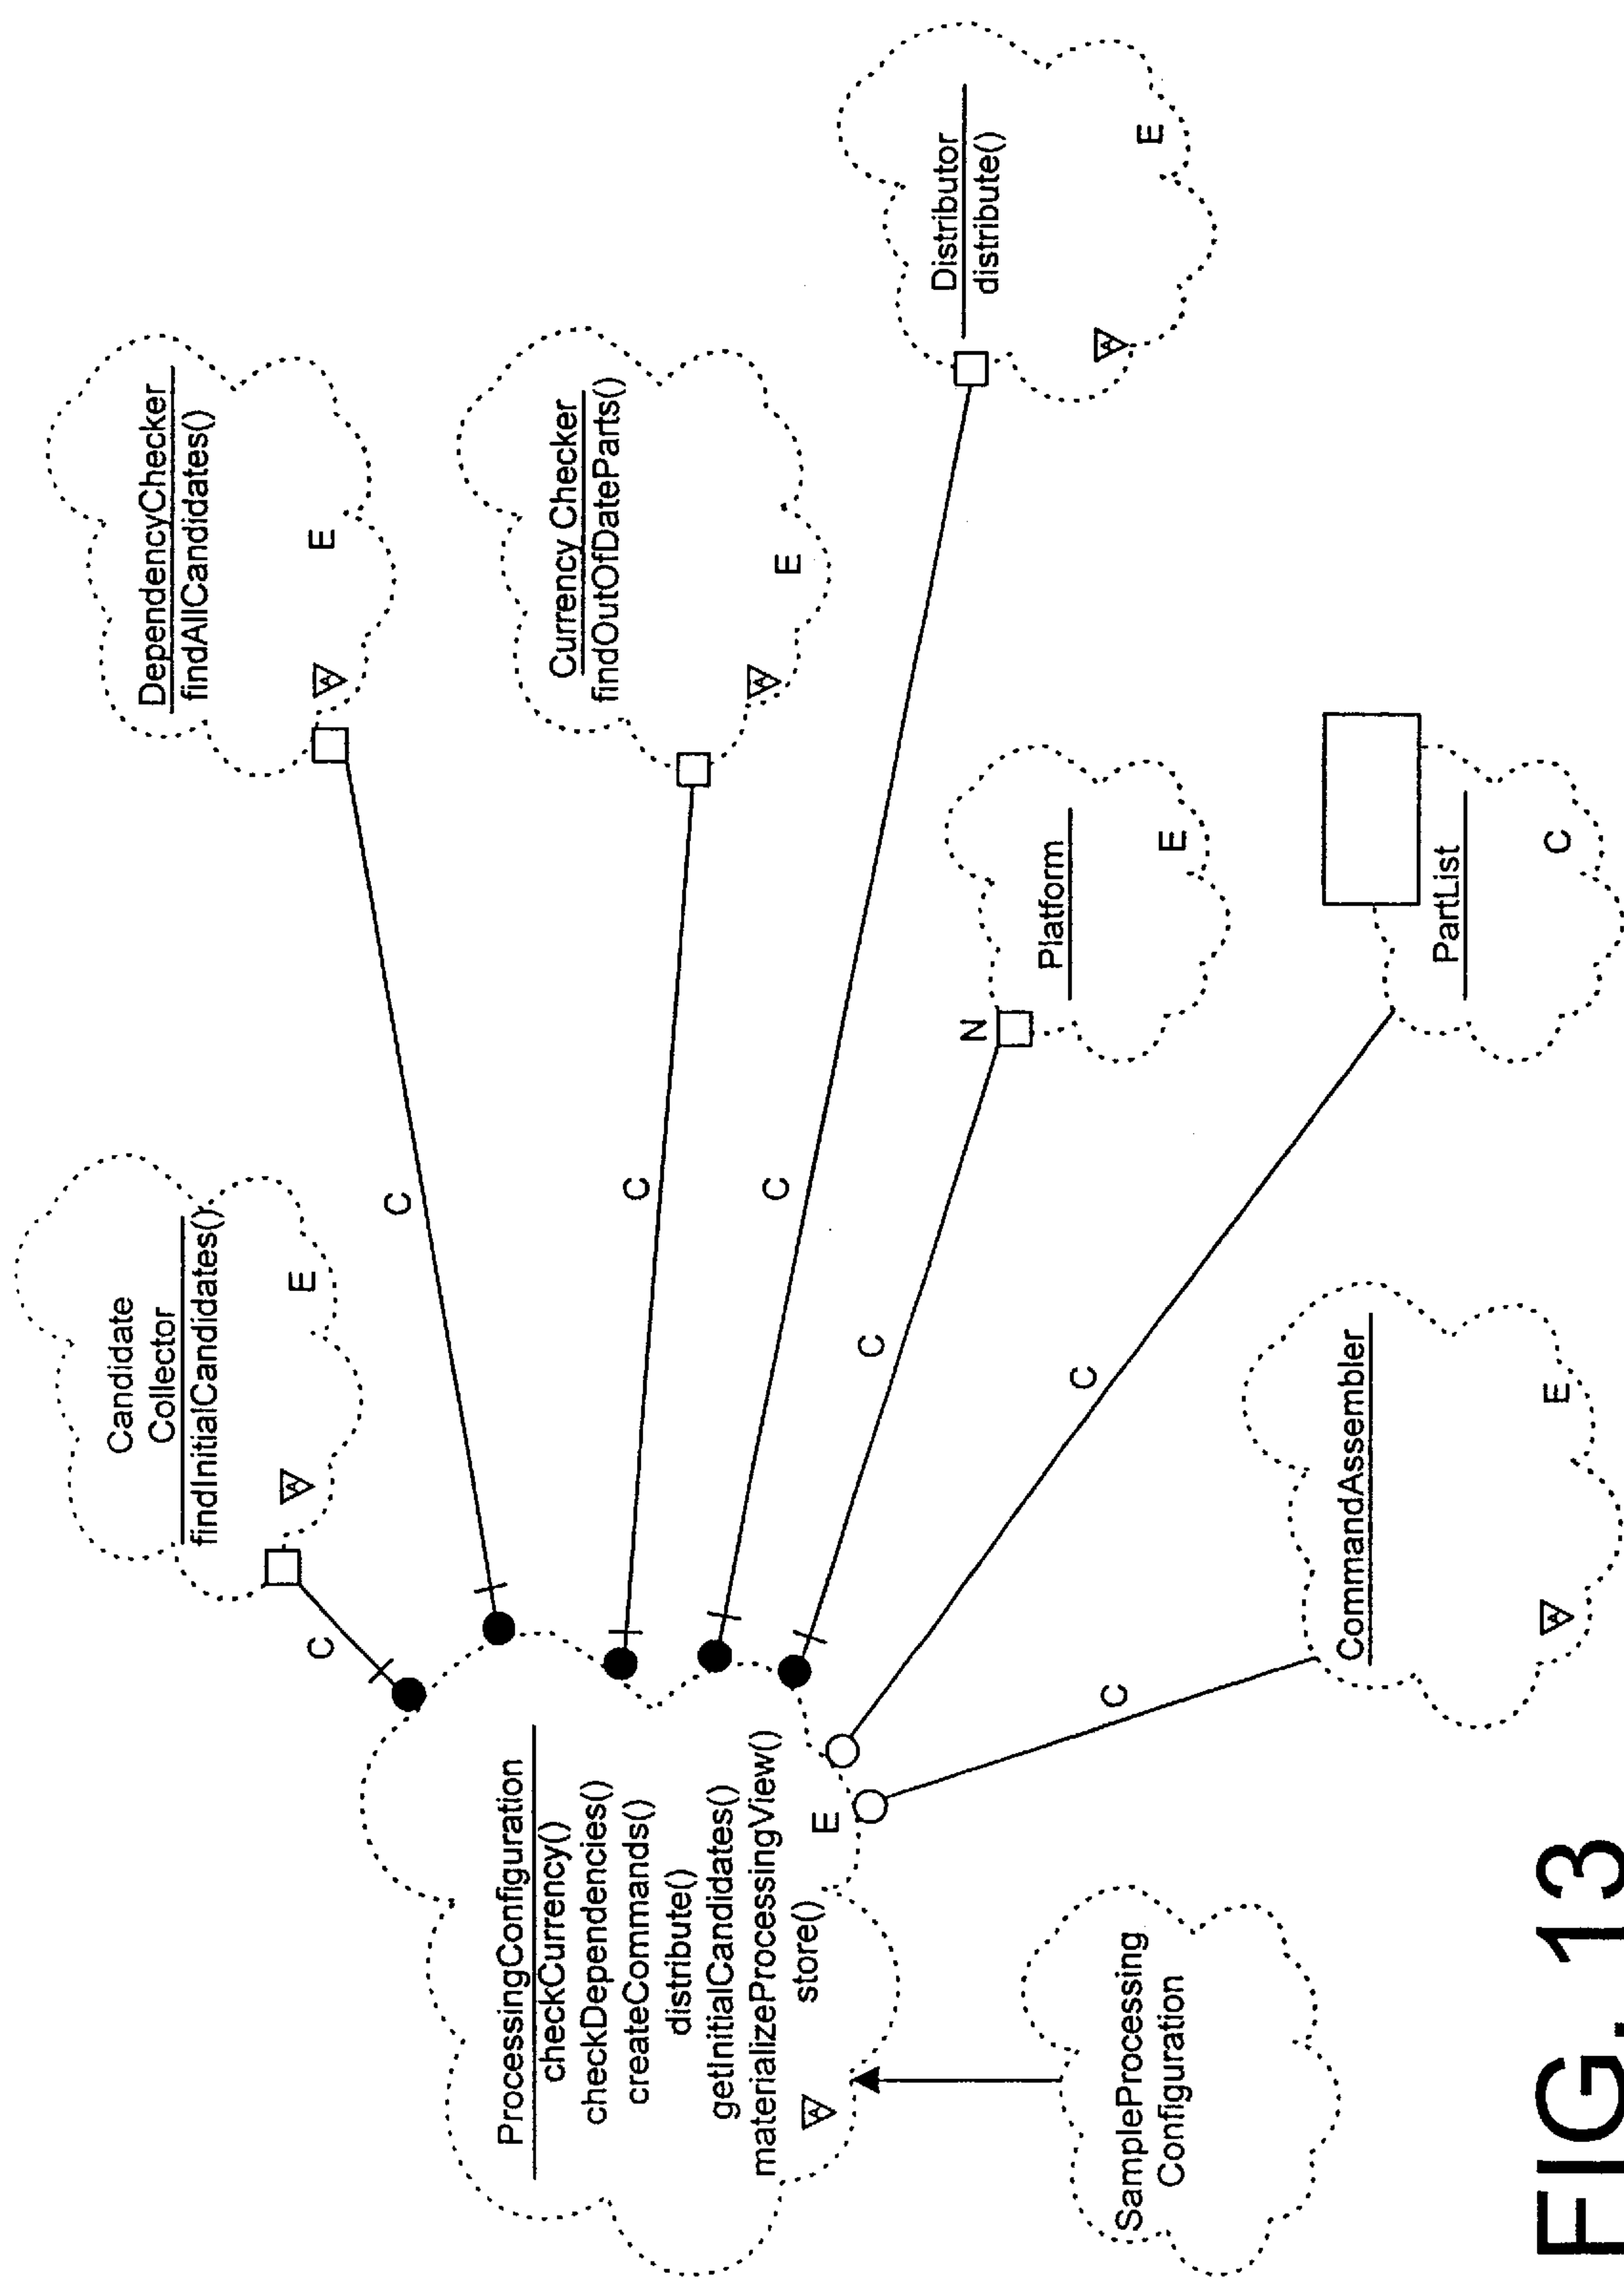 Candidate
Collector
findInitialCandidates()
A
E
C
DependencyChecker
findAllCandidates()
A
E
C
Currency Checker
findOutOfDateParts()
A
E
C
Distributor
distribute()
A
E
C
ProcessingConfiguration
checkCurrency()
checkDependencies()
createCommands()
distribute()
getInitialCandidates()
materializeProcessingView()
store()
A
E
Platform
N
E
C
PartList
C
C
CommandAssembler
A
E
C
SampleProcessing
Configuration
FIG. 13